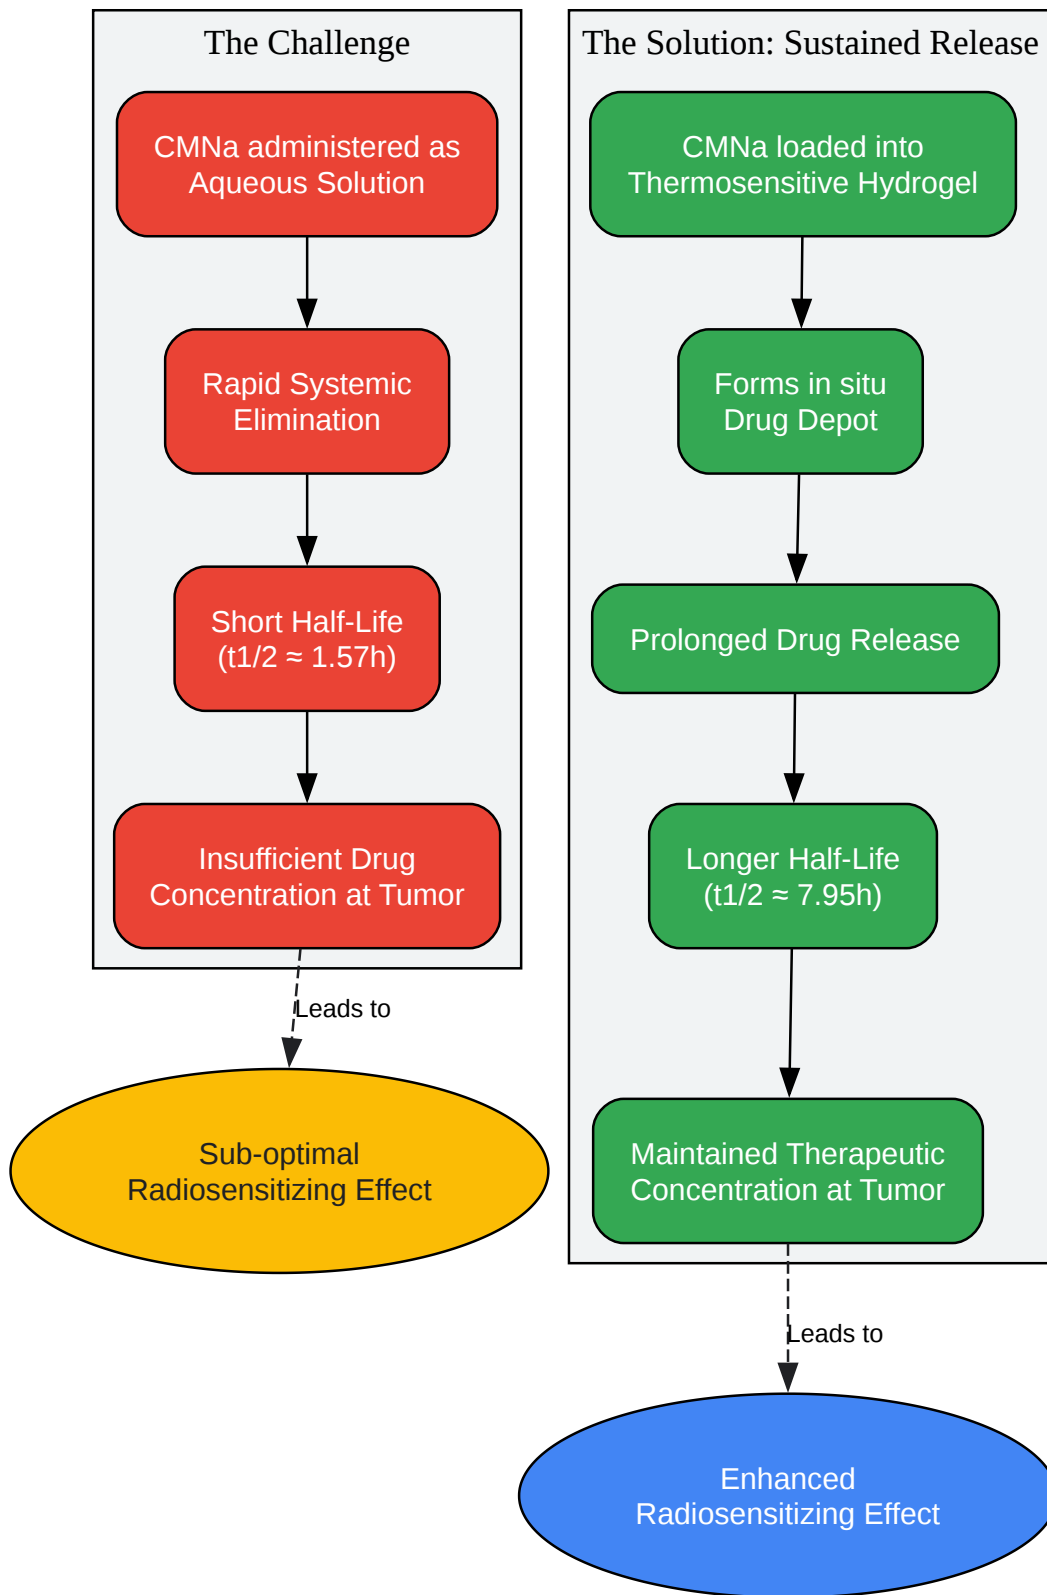 The Challenge
CMNa administered as
Aqueous Solution
Rapid Systemic
Elimination
Short Half-Life
(t1/2 ≈ 1.57h)
Insufficient Drug
Concentration at Tumor
Leads to
Sub-optimal
Radiosensitizing Effect
The Solution: Sustained Release
CMNa loaded into
Thermosensitive Hydrogel
Forms in situ
Drug Depot
Prolonged Drug Release
Longer Half-Life
(t1/2 ≈ 7.95h)
Maintained Therapeutic
Concentration at Tumor
Leads to
Enhanced
Radiosensitizing Effect